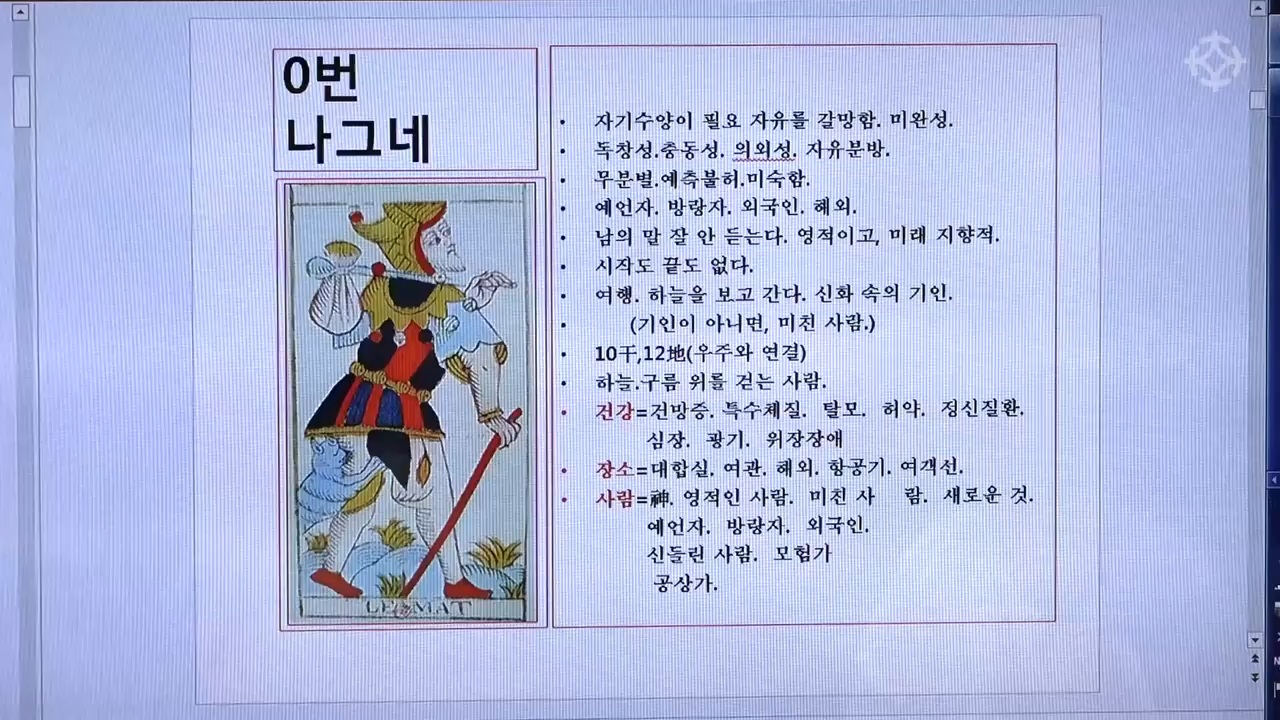 0번
나그네
자기수양이 필요 자유를 갈망함. 미완성.
독창성.충동성. 의외성. 자유분방.
무분별.예측불허.미숙함.
예언자. 방랑자. 외국인. 해외.
남의 말 잘 안 듣는다. 영적이고, 미래 지향적.
시작도 끝도 없다.
여행. 하늘을 보고 간다. 신화 속의 기인.
(기인이 아니면, 미친 사람.)
10干,12地(우주와 연결)
하늘.구름 위를 걷는 사람.
건강=건망증. 특수체질. 탈모. 허약. 정신질환.
심장. 광기. 위장장애
장소=대합실. 여관. 해외. 항공기. 여객선.
사람=神. 영적인 사람. 미친 사 람. 새로운 것.
예언자. 방랑자. 외국인.
신들린 사람. 모험가
공상가.
LE MAT